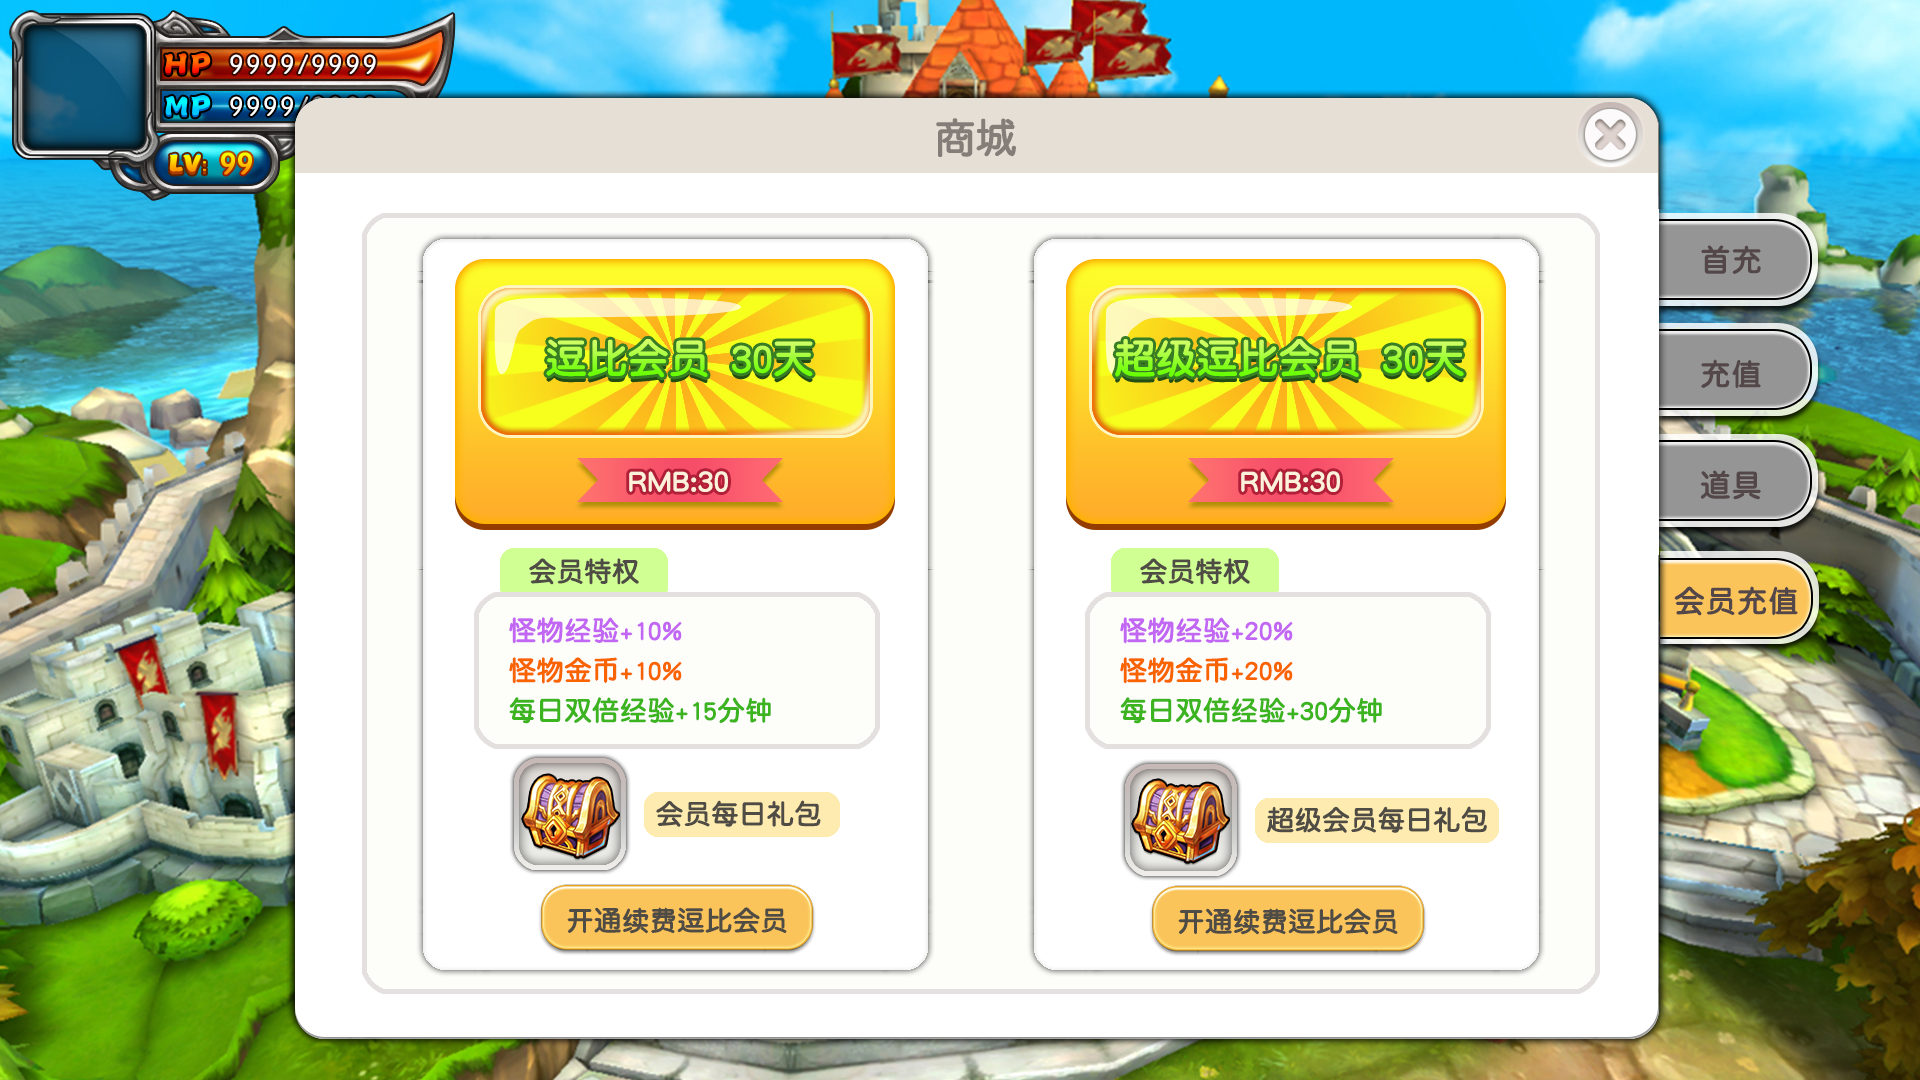 HP 9999/9999
MP 9999/
LV: 99
商城
首充
充值
道具
会员充值
逗比会员 30天
RMB:30
会员特权
怪物经验+10%
怪物金币+10%
每日双倍经验+15分钟
会员每日礼包
开通续费逗比会员
超级逗比会员 30天
RMB:30
会员特权
怪物经验+20%
怪物金币+20%
每日双倍经验+30分钟
超级会员每日礼包
开通续费逗比会员